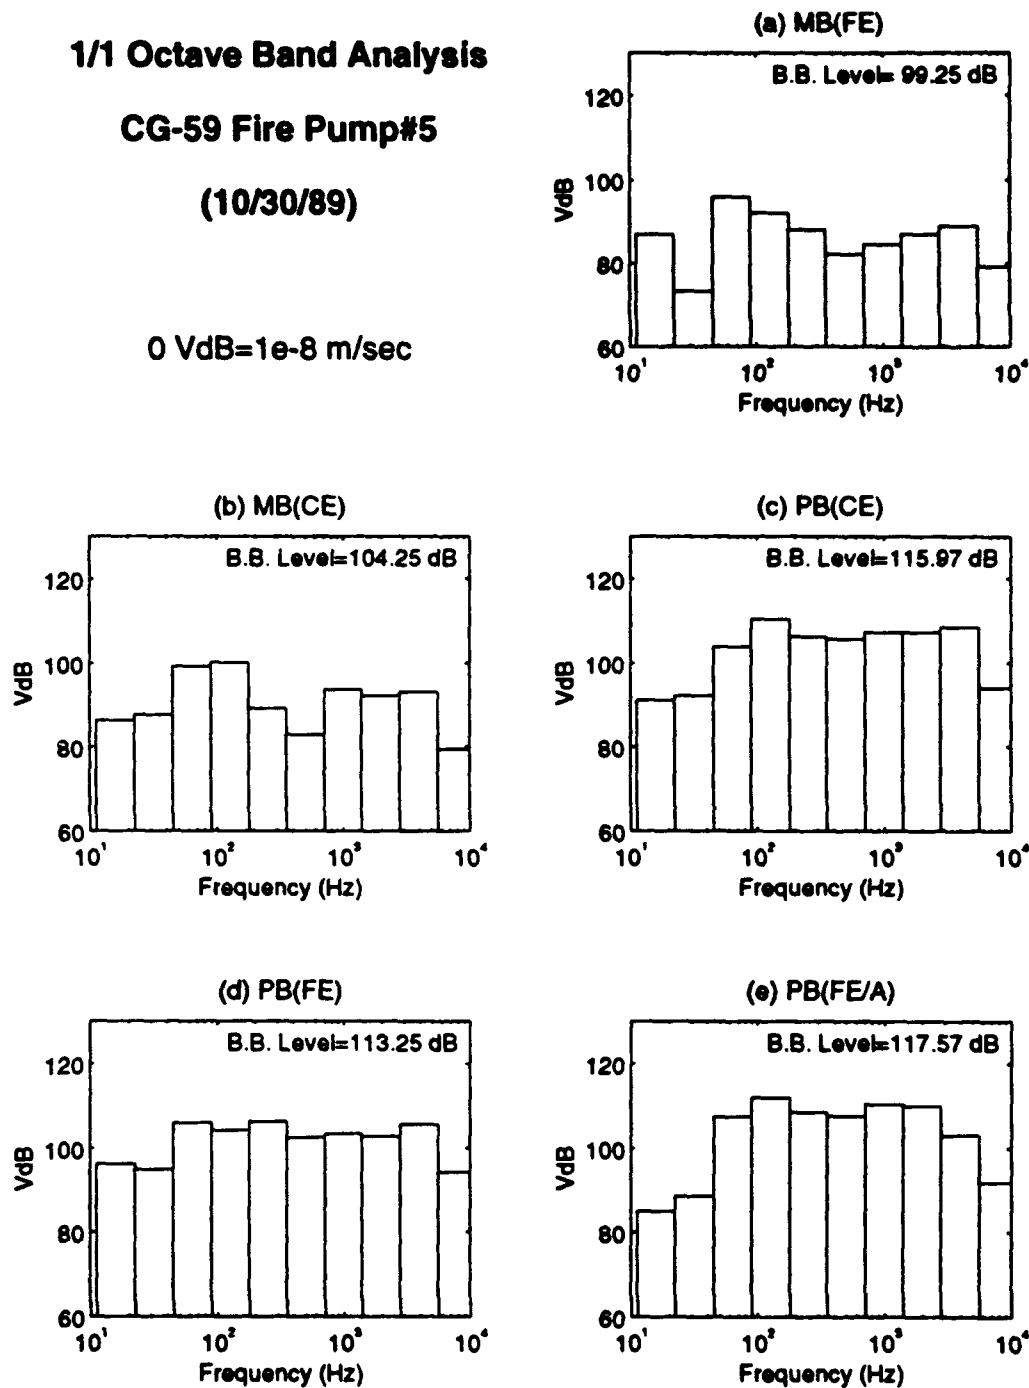 1/1 Octave Band Analysis
CG-59 Fire Pump#5
(10/30/89)
0 VdB=1e-8 m/sec
(a) MB(FE)
B.B. Level= 99.25 dB
120
100
80
60
VdB
10¹ 10² 10³ 10⁴
Frequency (Hz)
(b) MB(CE)
B.B. Level=104.25 dB
120
100
80
60
VdB
10¹ 10² 10³ 10⁴
Frequency (Hz)
(c) PB(CE)
B.B. Level=115.97 dB
120
100
80
60
VdB
10¹ 10² 10³ 10⁴
Frequency (Hz)
(d) PB(FE)
B.B. Level=113.25 dB
120
100
80
60
VdB
10¹ 10² 10³ 10⁴
Frequency (Hz)
(e) PB(FE/A)
B.B. Level=117.57 dB
120
100
80
60
VdB
10¹ 10² 10³ 10⁴
Frequency (Hz)